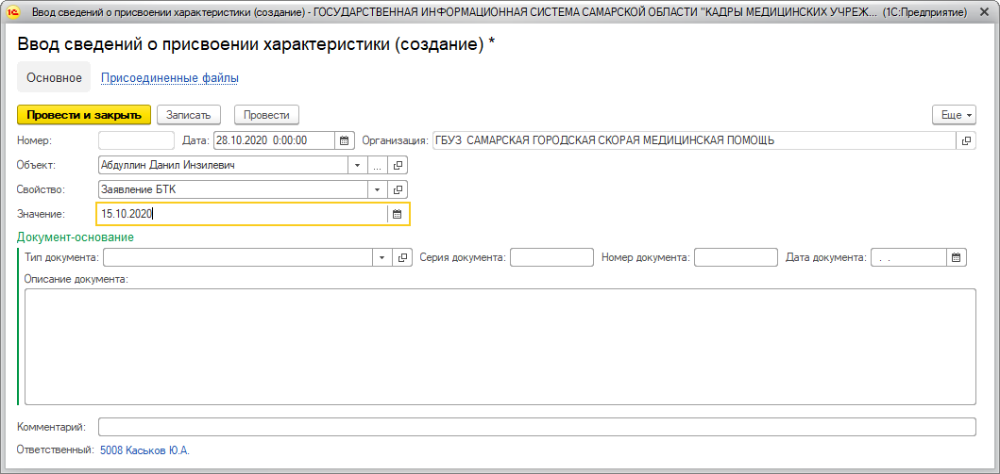 Ввод сведений о присвоении характеристики (создание) - ГОСУДАРСТВЕННАЯ ИНФОРМАЦИОННАЯ СИСТЕМА САМАРСКОЙ ОБЛАСТИ "КАДРЫ МЕДИЦИНСКИХ УЧРЕЖ... (1С:Предприятие)
Ввод сведений о присвоении характеристики (создание) *
Основное Присоединенные файлы
Провести и закрыть Записать Провести Еще
Номер: Дата: 28.10.2020 0:00:00 Организация: ГБУЗ САМАРСКАЯ ГОРОДСКАЯ СКОРАЯ МЕДИЦИНСКАЯ ПОМОЩЬ
Объект: Абдуллин Данил Инзилевич ...
Свойство: Заявление БТК
Значение: 15.10.2020
Документ-основание
Тип документа: Серия документа: Номер документа: Дата документа: . .
Описание документа:
Комментарий:
Ответственный: 5008 Каськов Ю.А.